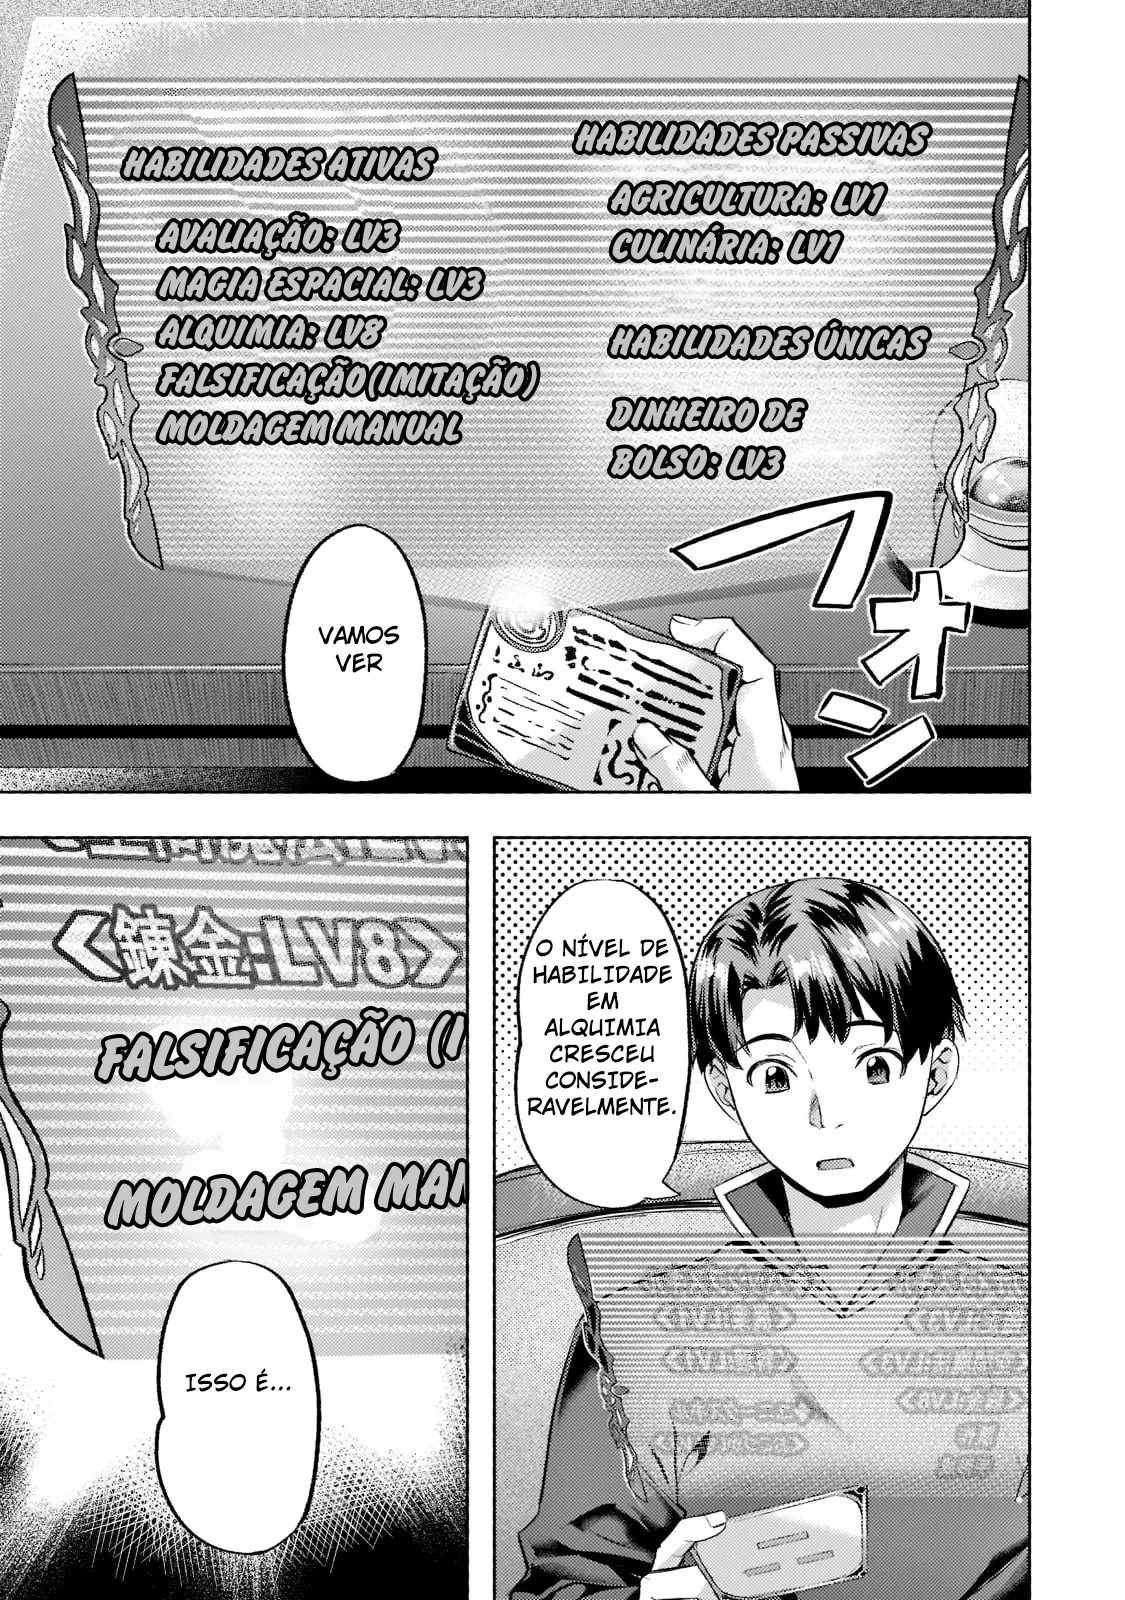 HABILIDADES PASSIVAS
AGRICULTURA: LV1
CULINÁRIA: LV1
HABILIDADES ÚNICAS
DINHEIRO DE
BOLSO: LV3
HABILIDADES ATIVAS
AVALIAÇÃO: LV3
MAGIA ESPACIAL: LV3
ALQUIMIA: LV8
FALSIFICAÇÃO(IMITAÇÃO)
MOLDAGEM MANUAL
フォン
VAMOS
VER
O NÍVEL DE
HABILIDADE
EM
ALQUIMIA
CRESCEU
CONSIDE-
RAVELMENTE.
<錬金:LV8>
FALSIFICAÇÃO (I
MOLDAGEM MAN
ISSO É...